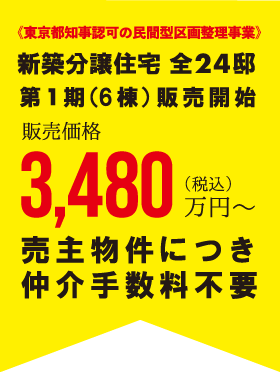 《東京都知事認可の民間型区画整理事業》
新築分譲住宅 全24邸
第1期(6棟)販売開始
販売価格
3,480(税込)万円〜
売主物件につき
仲介手数料不要